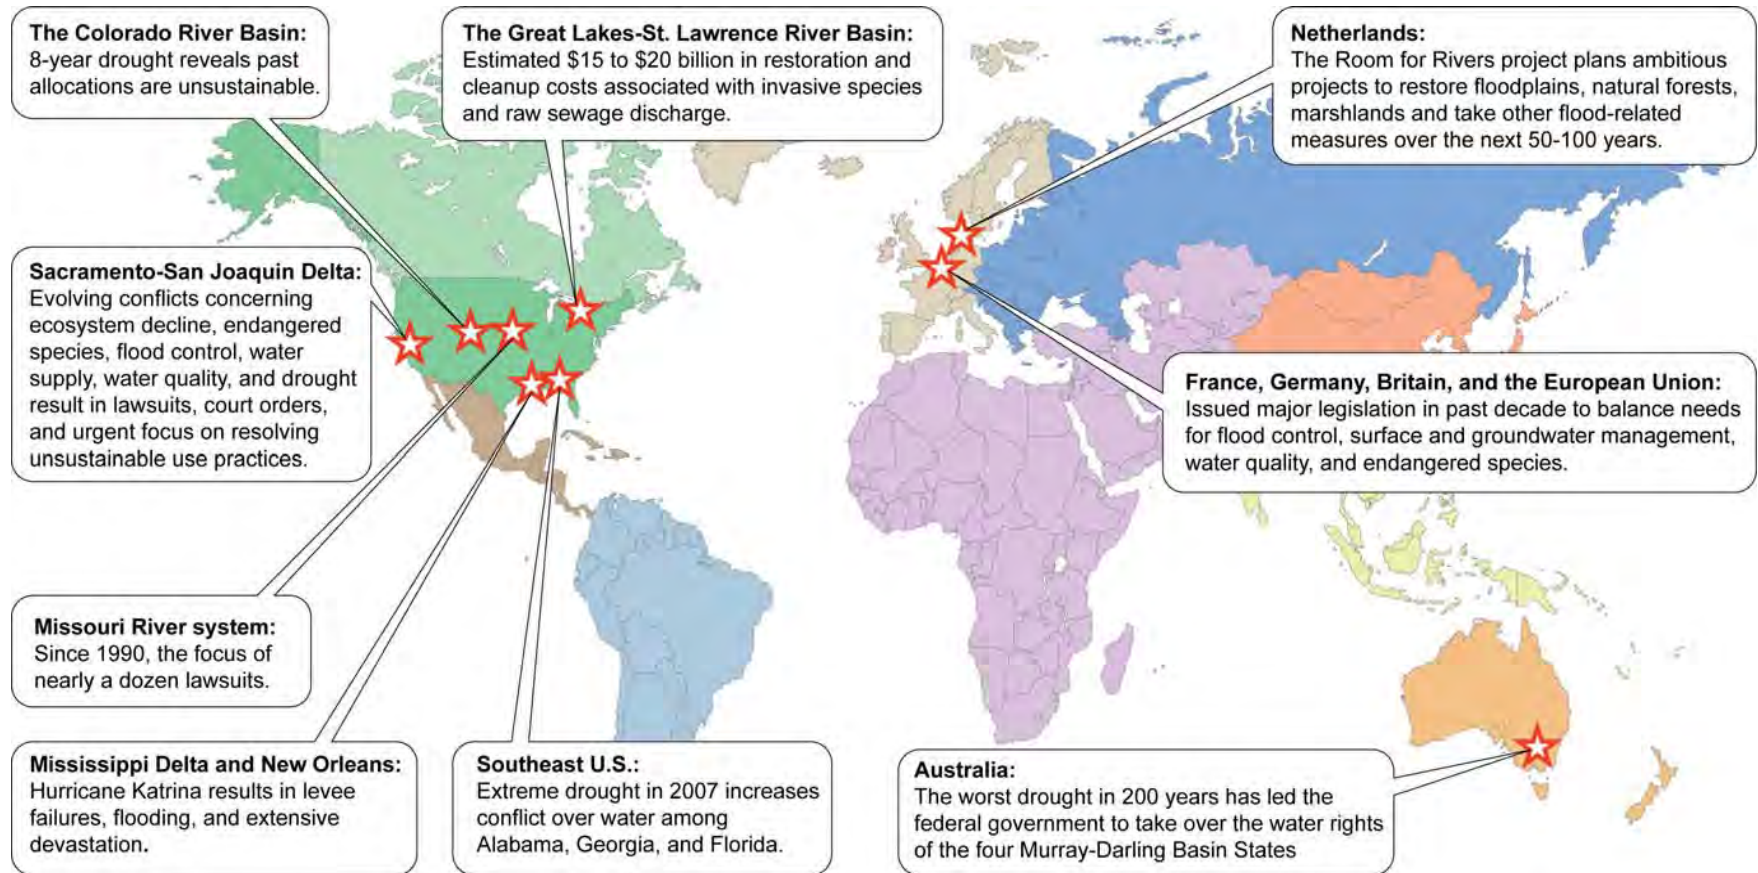 The Colorado River Basin:
8-year drought reveals past
allocations are unsustainable.
The Great Lakes-St. Lawrence River Basin:
Estimated $15 to $20 billion in restoration and
cleanup costs associated with invasive species
and raw sewage discharge.
Netherlands:
The Room for Rivers project plans ambitious
projects to restore floodplains, natural forests,
marshlands and take other flood-related
measures over the next 50-100 years.
Sacramento-San Joaquin Delta:
Evolving conflicts concerning
ecosystem decline, endangered
species, flood control, water
supply, water quality, and drought
result in lawsuits, court orders,
and urgent focus on resolving
unsustainable use practices.
France, Germany, Britain, and the European Union:
Issued major legislation in past decade to balance needs
for flood control, surface and groundwater management,
water quality, and endangered species.
Missouri River system:
Since 1990, the focus of
nearly a dozen lawsuits.
Mississippi Delta and New Orleans:
Hurricane Katrina results in levee
failures, flooding, and extensive
devastation.
Southeast U.S.:
Extreme drought in 2007 increases
conflict over water among
Alabama, Georgia, and Florida.
Australia:
The worst drought in 200 years has led the
federal government to take over the water rights
of the four Murray-Darling Basin States